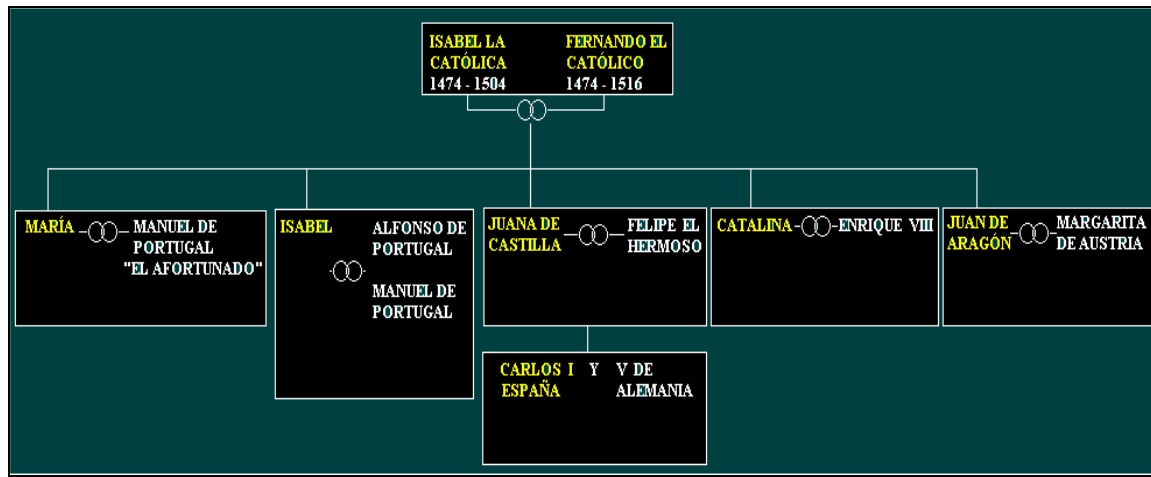 ISABEL LA
CATÓLICA
1474 - 1504
FERNANDO EL
CATÓLICO
1474 - 1516
MARÍA
MANUEL DE
PORTUGAL
"EL AFORTUNADO"
ISABEL
ALFONSO DE
PORTUGAL
MANUEL DE
PORTUGAL
JUANA DE
CASTILLA
FELIPE EL
HERMOSO
CATALINA
ENRIQUE VIII
JUAN DE
ARAGÓN
MARGARITA
DE AUSTRIA
CARLOS I Y V DE
ESPAÑA ALEMANIA